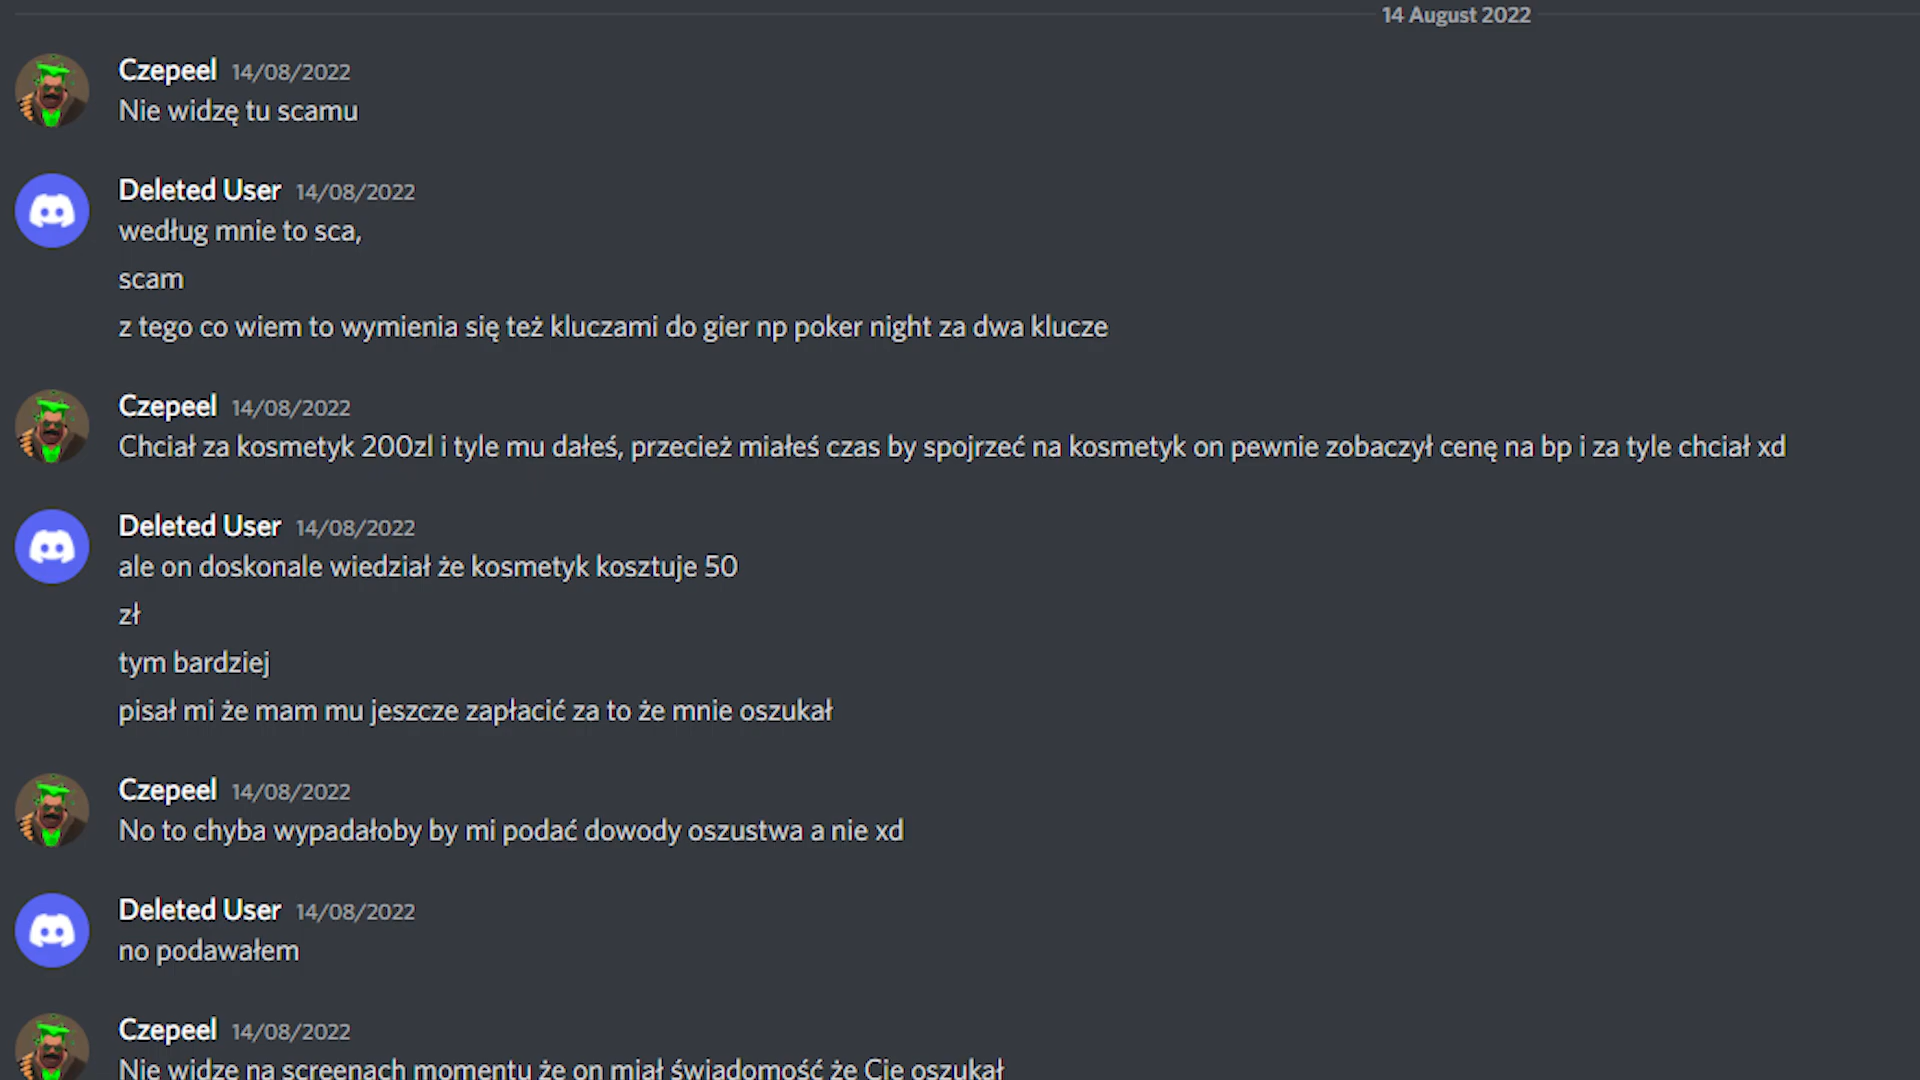 14 August 2022
Czepeel 14/08/2022
Nie widzę tu scamu
Deleted User 14/08/2022
według mnie to sca,
scam
z tego co wiem to wymienia się też kluczami do gier np poker night za dwa klucze
Czepeel 14/08/2022
Chciał za kosmetyk 200zl i tyle mu dałeś, przecież miałeś czas by spojrzeć na kosmetyk on pewnie zobaczył cenę na bp i za tyle chciał xd
Deleted User 14/08/2022
ale on doskonale wiedział że kosmetyk kosztuje 50
zł
tym bardziej
pisał mi że mam mu jeszcze zapłacić za to że mnie oszukał
Czepeel 14/08/2022
No to chyba wypadałoby by mi podać dowody oszustwa a nie xd
Deleted User 14/08/2022
no podawałem
Czepeel 14/08/2022
Nie widzę na screenach momentu że on miał świadomość że Cię oszukał